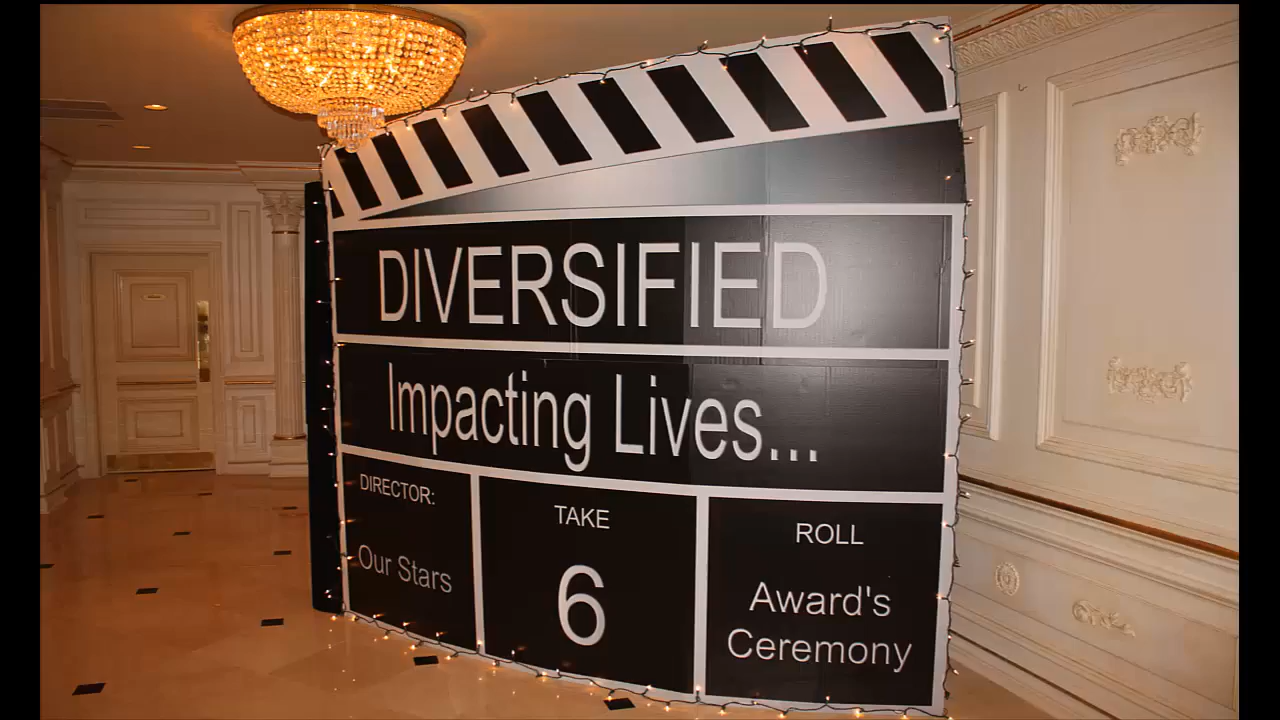 DIVERSIFIED
Impacting Lives...
DIRECTOR:
Our Stars
TAKE
6
ROLL
Award's
Ceremony